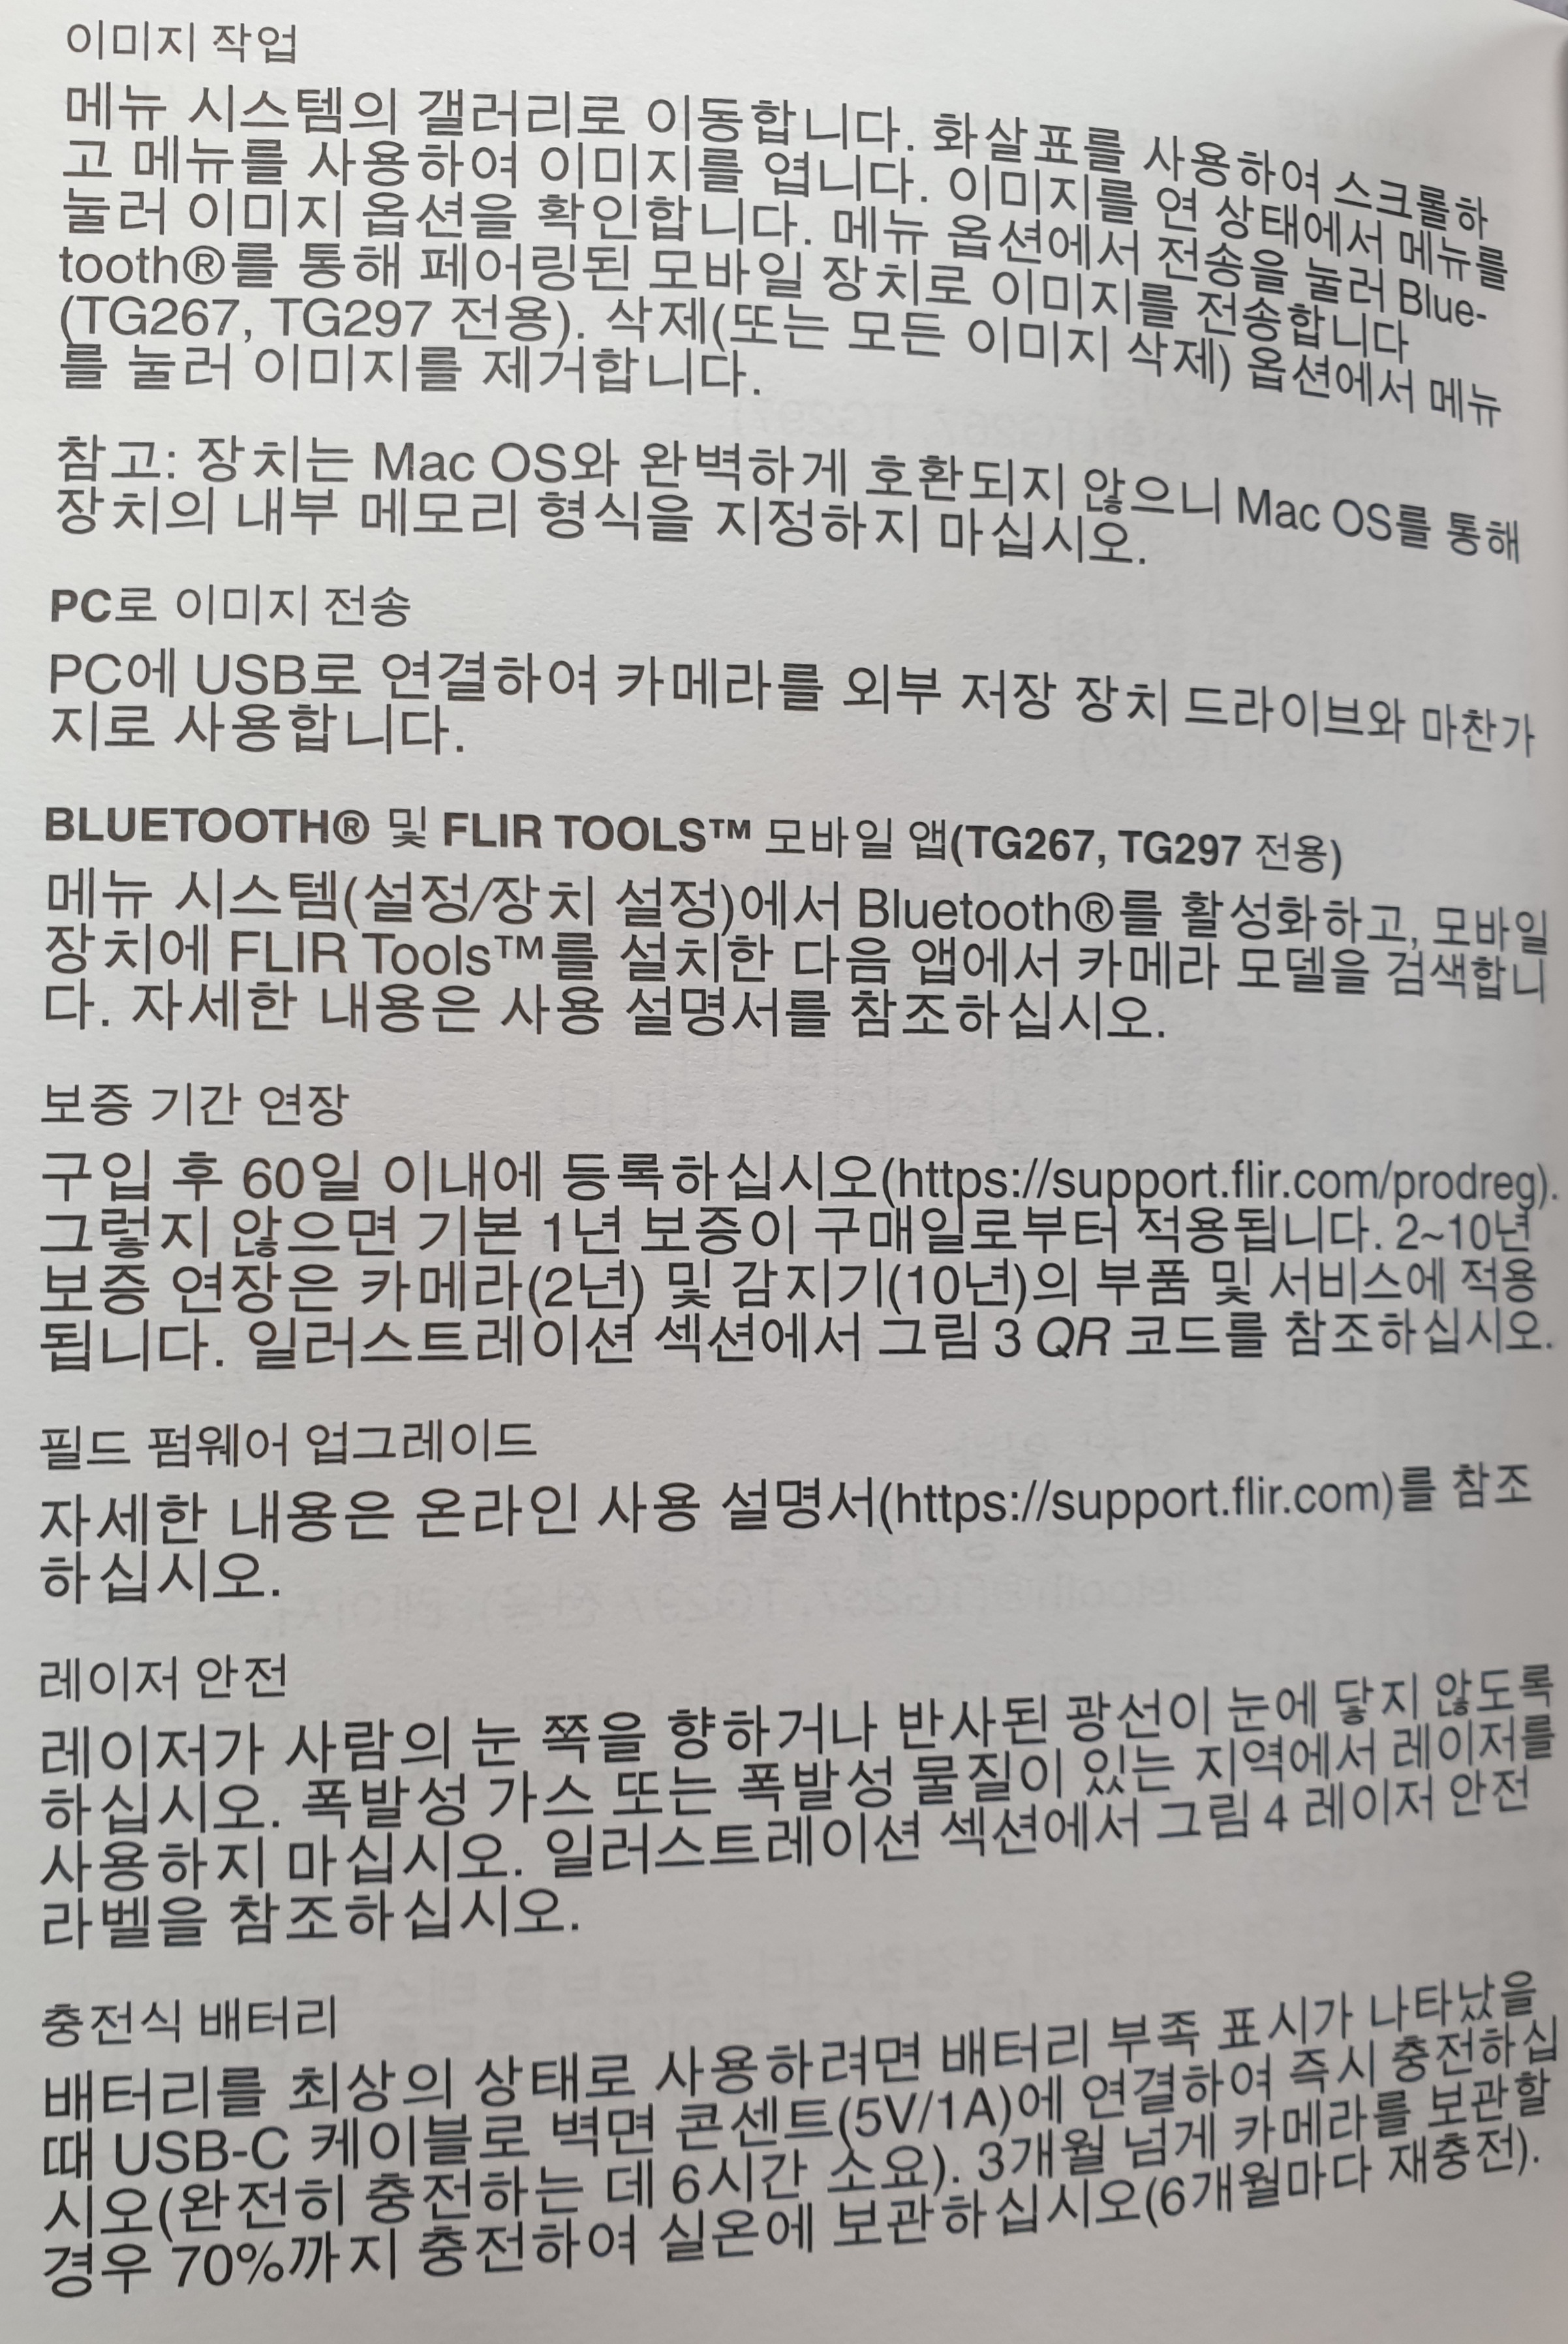 이미지 작업
메뉴 시스템의 갤러리로 이동합니다. 화살표를 사용하여 스크롤하
고 메뉴를 사용하여 이미지를 엽니다. 이미지를 연 상태에서 메뉴를
눌러 이미지 옵션을 확인합니다. 메뉴 옵션에서 전송을 눌러 Blue-
tooth®를 통해 페어링된 모바일 장치로 이미지를 전송합니다
(TG267, TG297 전용). 삭제(또는 모든 이미지 삭제) 옵션에서 메뉴
를 눌러 이미지를 제거합니다.
참고: 장치는 Mac OS와 완벽하게 호환되지 않으니 Mac OS를 통해
장치의 내부 메모리 형식을 지정하지 마십시오.
PC로 이미지 전송
PC에 USB로 연결하여 카메라를 외부 저장 장치 드라이브와 마찬가
지로 사용합니다.
BLUETOOTH® 및 FLIR TOOLS™ 모바일 앱(TG267, TG297 전용)
메뉴 시스템(설정/장치 설정)에서 Bluetooth®를 활성화하고, 모바일
장치에 FLIR Tools™를 설치한 다음 앱에서 카메라 모델을 검색합니
다. 자세한 내용은 사용 설명서를 참조하십시오.
보증 기간 연장
구입 후 60일 이내에 등록하십시오(https://support.flir.com/prodreg).
그렇지 않으면 기본 1년 보증이 구매일로부터 적용됩니다. 2~10년
보증 연장은 카메라(2년) 및 감지기(10년)의 부품 및 서비스에 적용
됩니다. 일러스트레이션 섹션에서 그림 3 QR 코드를 참조하십시오.
필드 펌웨어 업그레이드
자세한 내용은 온라인 사용 설명서(https://support.flir.com)를 참조
하십시오.
레이저 안전
레이저가 사람의 눈 쪽을 향하거나 반사된 광선이 눈에 닿지 않도록
하십시오. 폭발성 가스 또는 폭발성 물질이 있는 지역에서 레이저를
사용하지 마십시오. 일러스트레이션 섹션에서 그림 4 레이저 안전
라벨을 참조하십시오.
충전식 배터리
배터리를 최상의 상태로 사용하려면 배터리 부족 표시가 나타났을
때 USB-C 케이블로 벽면 콘센트(5V/1A)에 연결하여 즉시 충전하십
시오(완전히 충전하는 데 6시간 소요). 3개월 넘게 카메라를 보관할
경우 70%까지 충전하여 실온에 보관하십시오(6개월마다 재충전).